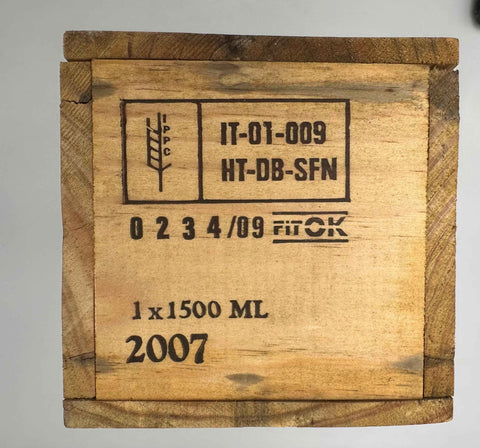 IPPC
IT-01-009
HT-DB-SFN
0 2 3 4/09 FITOK
1 x 1500 ML
2007